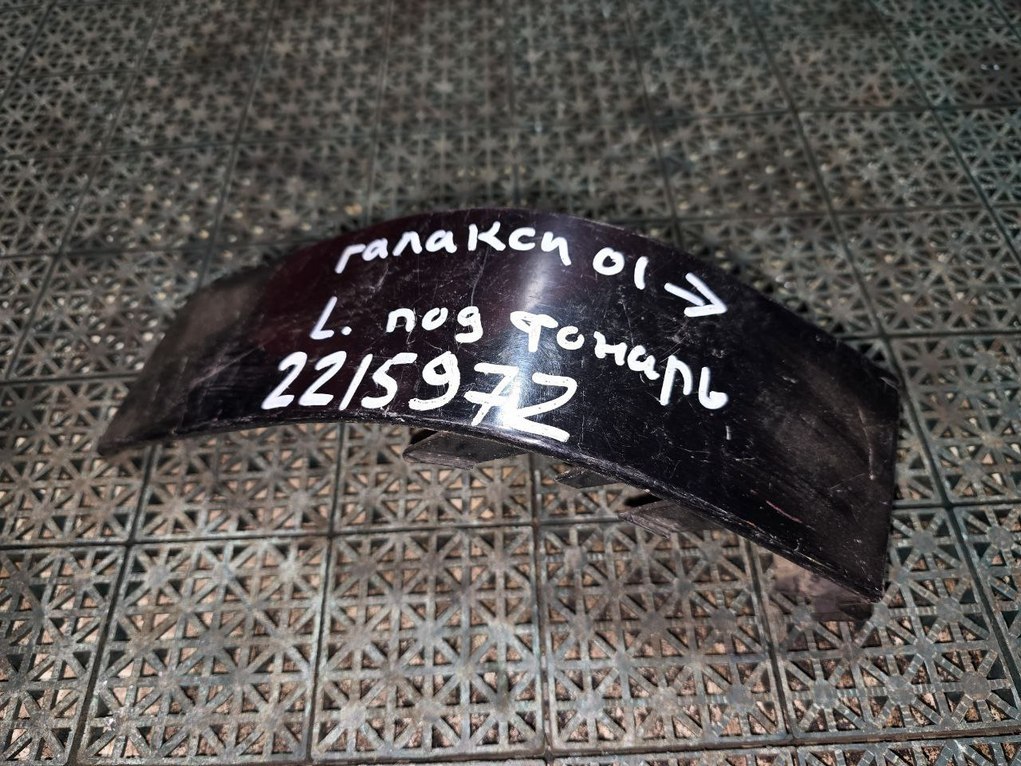 галакси 01 >
L. под фонарь
2215972